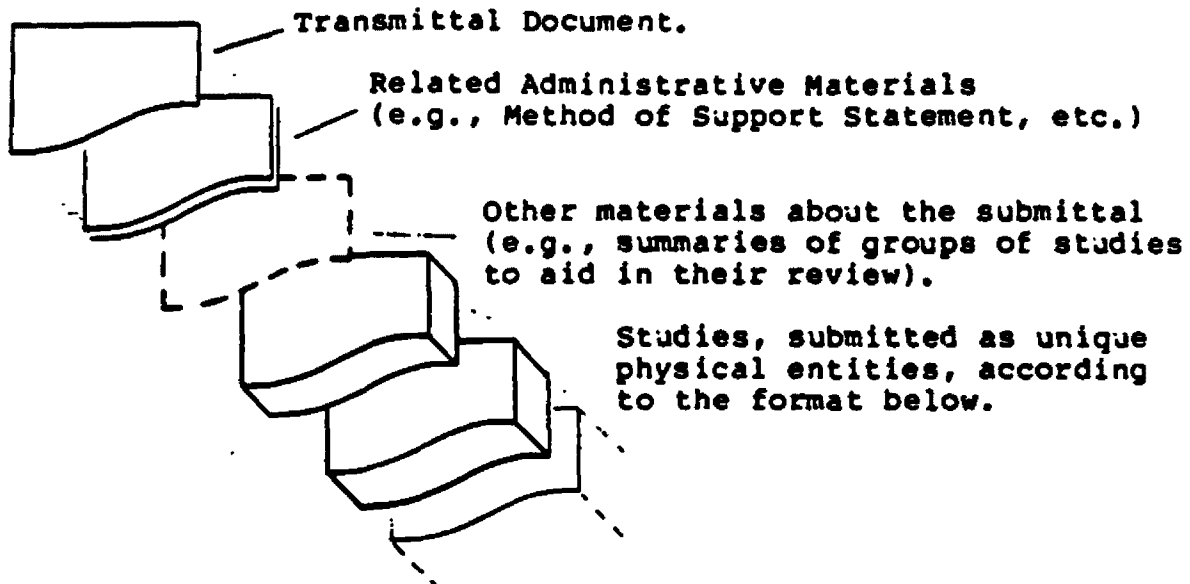 Transmittal Document.
Related Administrative Materials
(e.g., Method of Support Statement, etc.)
Other materials about the submittal
(e.g., summaries of groups of studies
to aid in their review).
Studies, submitted as unique
physical entities, according
to the format below.